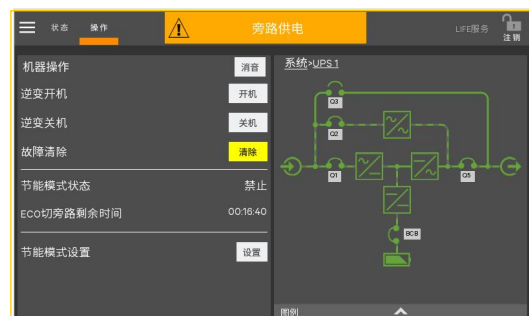 状态 操作 旁路供电 LIFE服务 注销
机器操作 消音
逆变开机 开机
逆变关机 关机
故障清除 清除
节能模式状态 禁止
ECO切旁路剩余时间 00:16:40
节能模式设置 设置
系统>UPS 1
Q3
Q2
Q1 Q5
BCB
图例